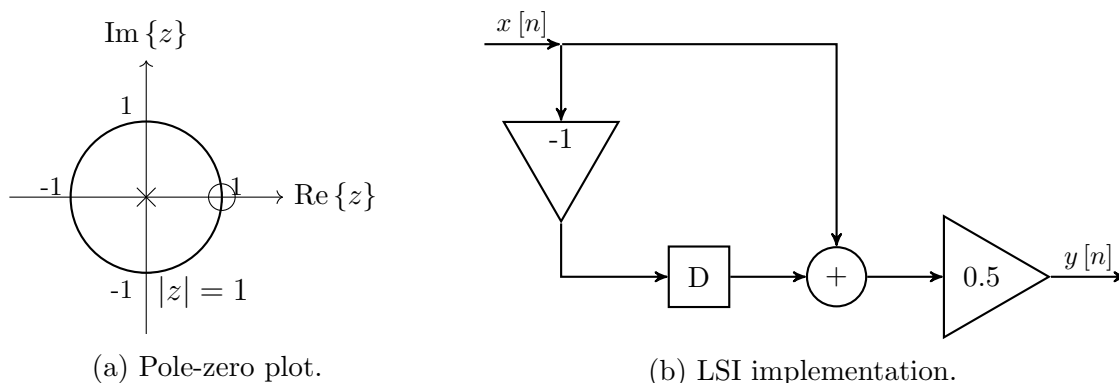 Im {z}
1
-1
1
Re {z}
-1
|z| = 1
(a) Pole-zero plot.
x [n]
-1
D
+
0.5
y [n]
(b) LSI implementation.